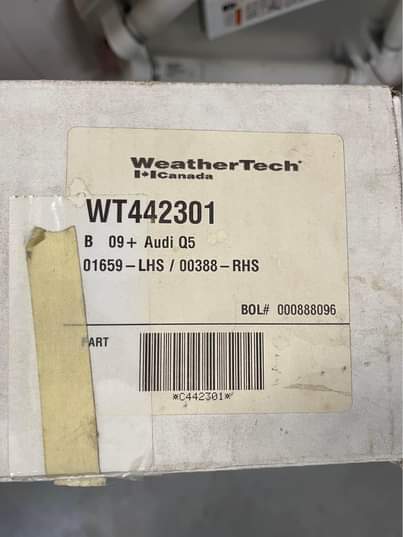 WeatherTech
Canada
WT442301
B 09+ Audi Q5
01659-LHS / 00388-RHS
BOL# 000888096
PART
*C442301*